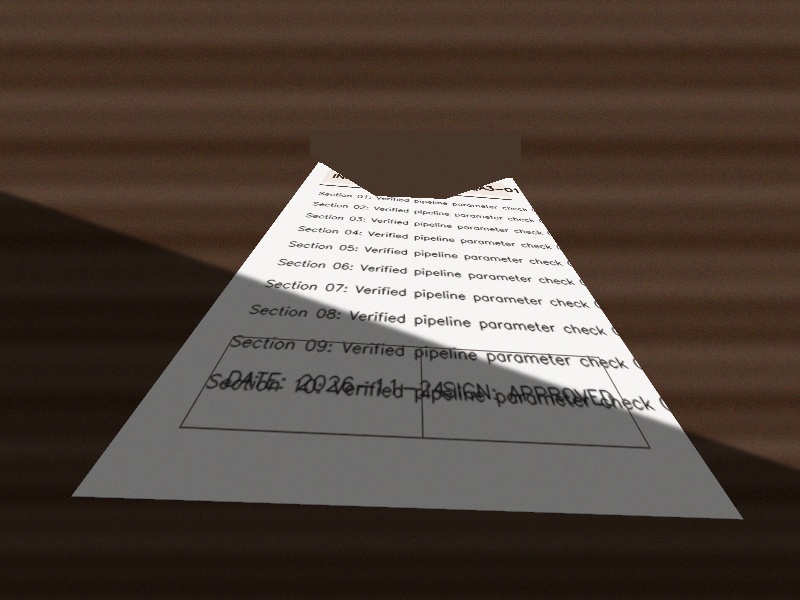 Section 01: Verified pipeline parameter check
Section 02: Verified pipeline parameter check
Section 03: Verified pipeline parameter check
Section 04: Verified pipeline parameter check
Section 05: Verified pipeline parameter check
Section 06: Verified pipeline parameter check
Section 07: Verified pipeline parameter check
Section 08: Verified pipeline parameter check
Section 09: Verified pipeline parameter check
DATE: 2026-11-24 SIGN: APPROVED
Section 10: Verified pipeline parameter check